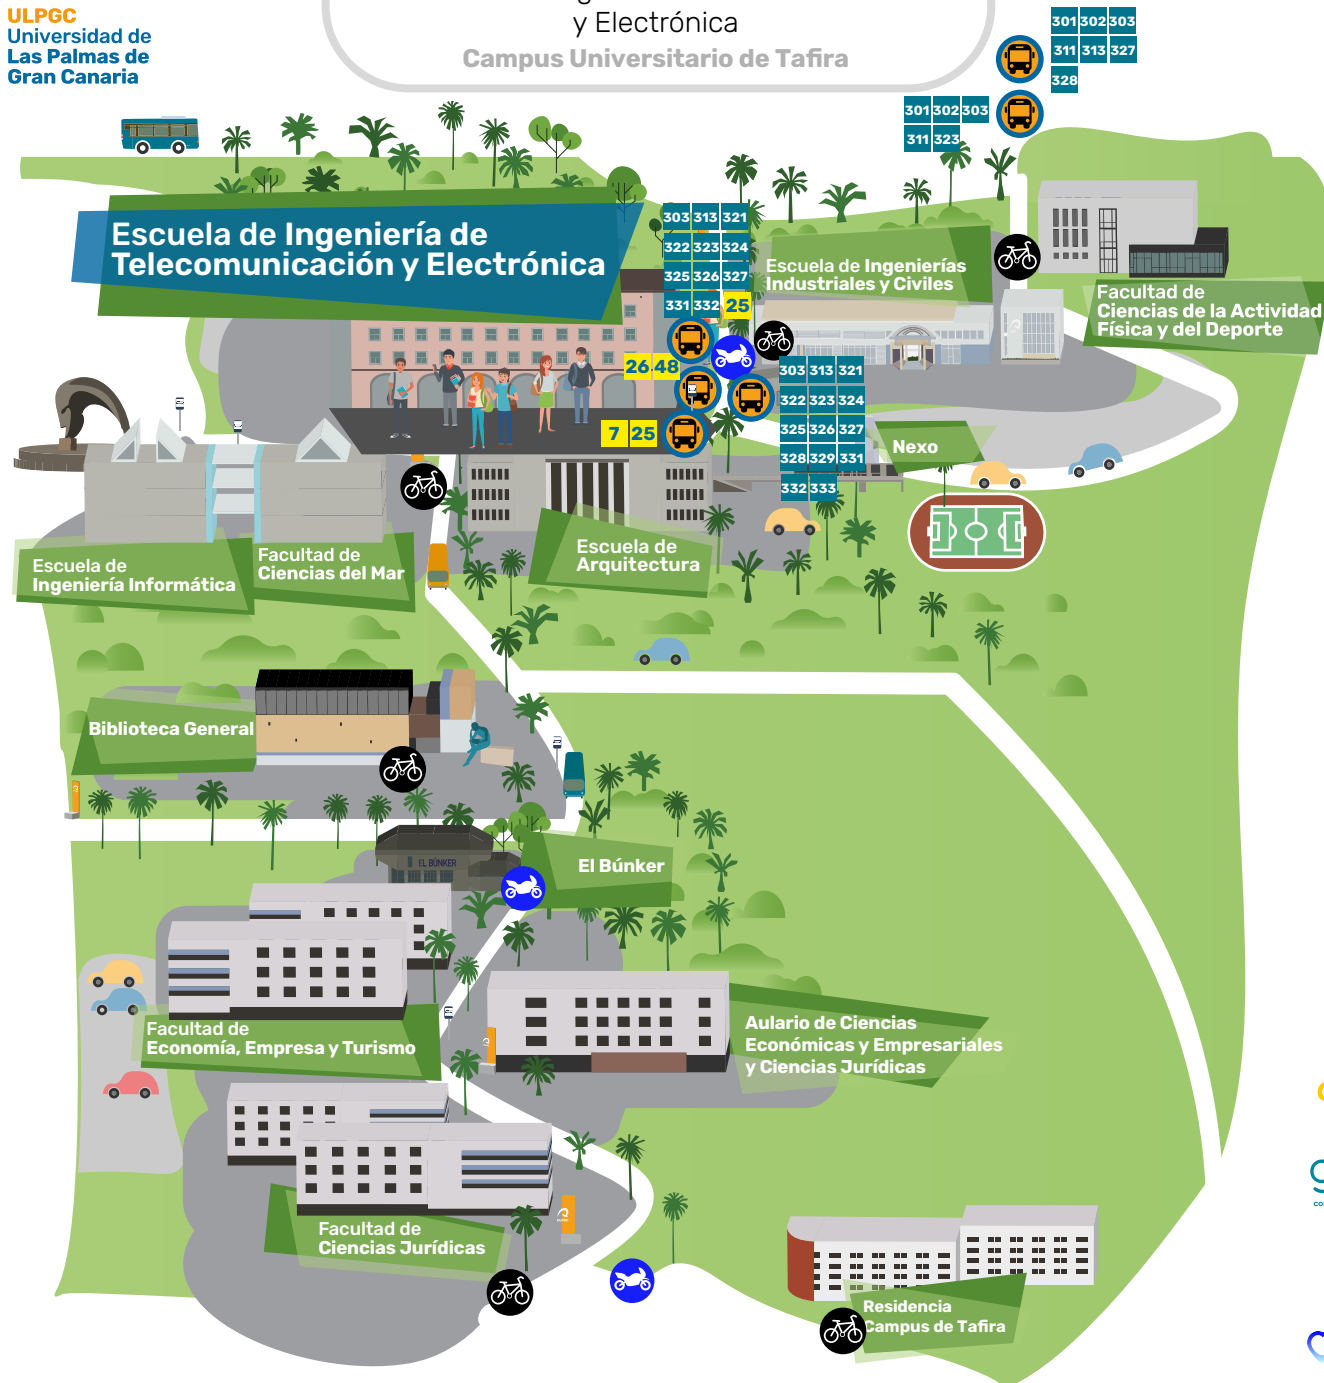 ULPGC
Universidad de
Las Palmas de
Gran Canaria
y Electrónica
Campus Universitario de Tafira
301 302 303
311 313 327
328
301 302 303
311 323
Escuela de Ingeniería de
Telecomunicación y Electrónica
303 313 321
322 323 324
325 326 327
331 332 25
Escuela de Ingenierías
Industriales y Civiles
Facultad de
Ciencias de la Actividad
Física y del Deporte
26 48
7 25
303 313 321
322 323 324
325 326 327
328 329 331
332 333
Nexo
Escuela de
Ingeniería Informática
Facultad de
Ciencias del Mar
Escuela de
Arquitectura
Biblioteca General
EL BÚNKER
El Búnker
Facultad de
Economía, Empresa y Turismo
Aulario de Ciencias
Económicas y Empresariales
y Ciencias Jurídicas
Facultad de
Ciencias Jurídicas
Residencia
Campus de Tafira